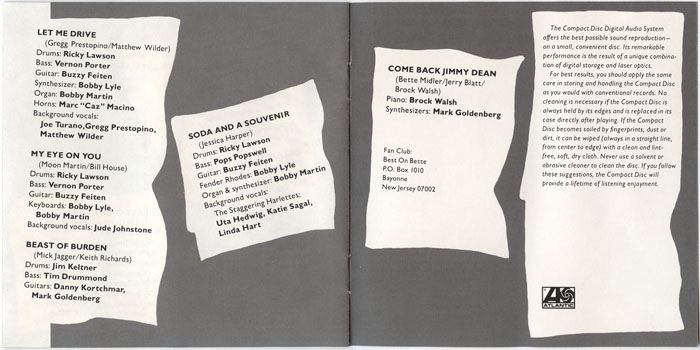 LET ME DRIVE
(Gregg Prestopino/Matthew Wilder)
Drums: Ricky Lawson
Bass: Vernon Porter
Guitar: Buzzy Feiten
Synthesizer: Bobby Lyle
Organ: Bobby Martin
Horns: Marc "Caz" Macino
Background vocals:
Joe Turano,Gregg Prestopino,
Matthew Wilder
MY EYE ON YOU
(Moon Martin/Bill House)
Drums: Ricky Lawson
Bass: Vernon Porter
Guitar: Buzzy Feiten
Keyboards: Bobby Lyle,
Bobby Martin
Background vocals: Jude Johnstone
BEAST OF BURDEN
(Mick Jagger/Keith Richards)
Drums: Jim Keltner
Bass: Tim Drummond
Guitars: Danny Kortchmar,
Mark Goldenberg
SODA AND A SOUVENIR
(Jessica Harper)
Drums: Ricky Lawson
Bass: Pops Popswell
Guitar: Buzzy Feiten
Fender Rhodes: Bobby Lyle
Organ & synthesizer: Bobby Martin
Background vocals:
The Staggering Harlettes:
Uta Hedwig, Katie Sagal,
Linda Hart
COME BACK JIMMY DEAN
(Bette Midler/Jerry Blatt/
Brock Walsh)
Piano: Brock Walsh
Synthesizers: Mark Goldenberg
Fan Club:
Best On Bette
P.O. Box 1010
Bayonne
New Jersey 07002
The Compact Disc Digital Audio System
offers the best possible sound reproduction—
on a small, convenient disc. Its remarkable
performance is the result of a unique combina-
tion of digital storage and laser optics.
For best results, you should apply the same
care in storing and handling the Compact Disc
as you would with conventional records. No
cleaning is necessary if the Compact Disc is
always held by its edges and is replaced in its
case directly after playing. If the Compact
Disc becomes soiled by fingerprints, dust or
dirt, it can be wiped (always in a straight line,
from center to edge) with a clean and lint-
free, soft, dry cloth. Never use a solvent or
abrasive cleaner to clean the disc. If you follow
these suggestions, the Compact Disc will
provide a lifetime of listening enjoyment.
ATLANTIC